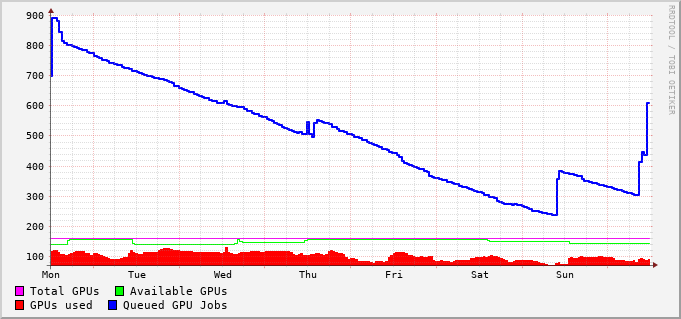 900
800
700
600
500
400
300
200
100
Mon Tue Wed Thu Fri Sat Sun
Total GPUs Available GPUs
GPUs used Queued GPU Jobs
RRDTOOL / TOBI OETIKER